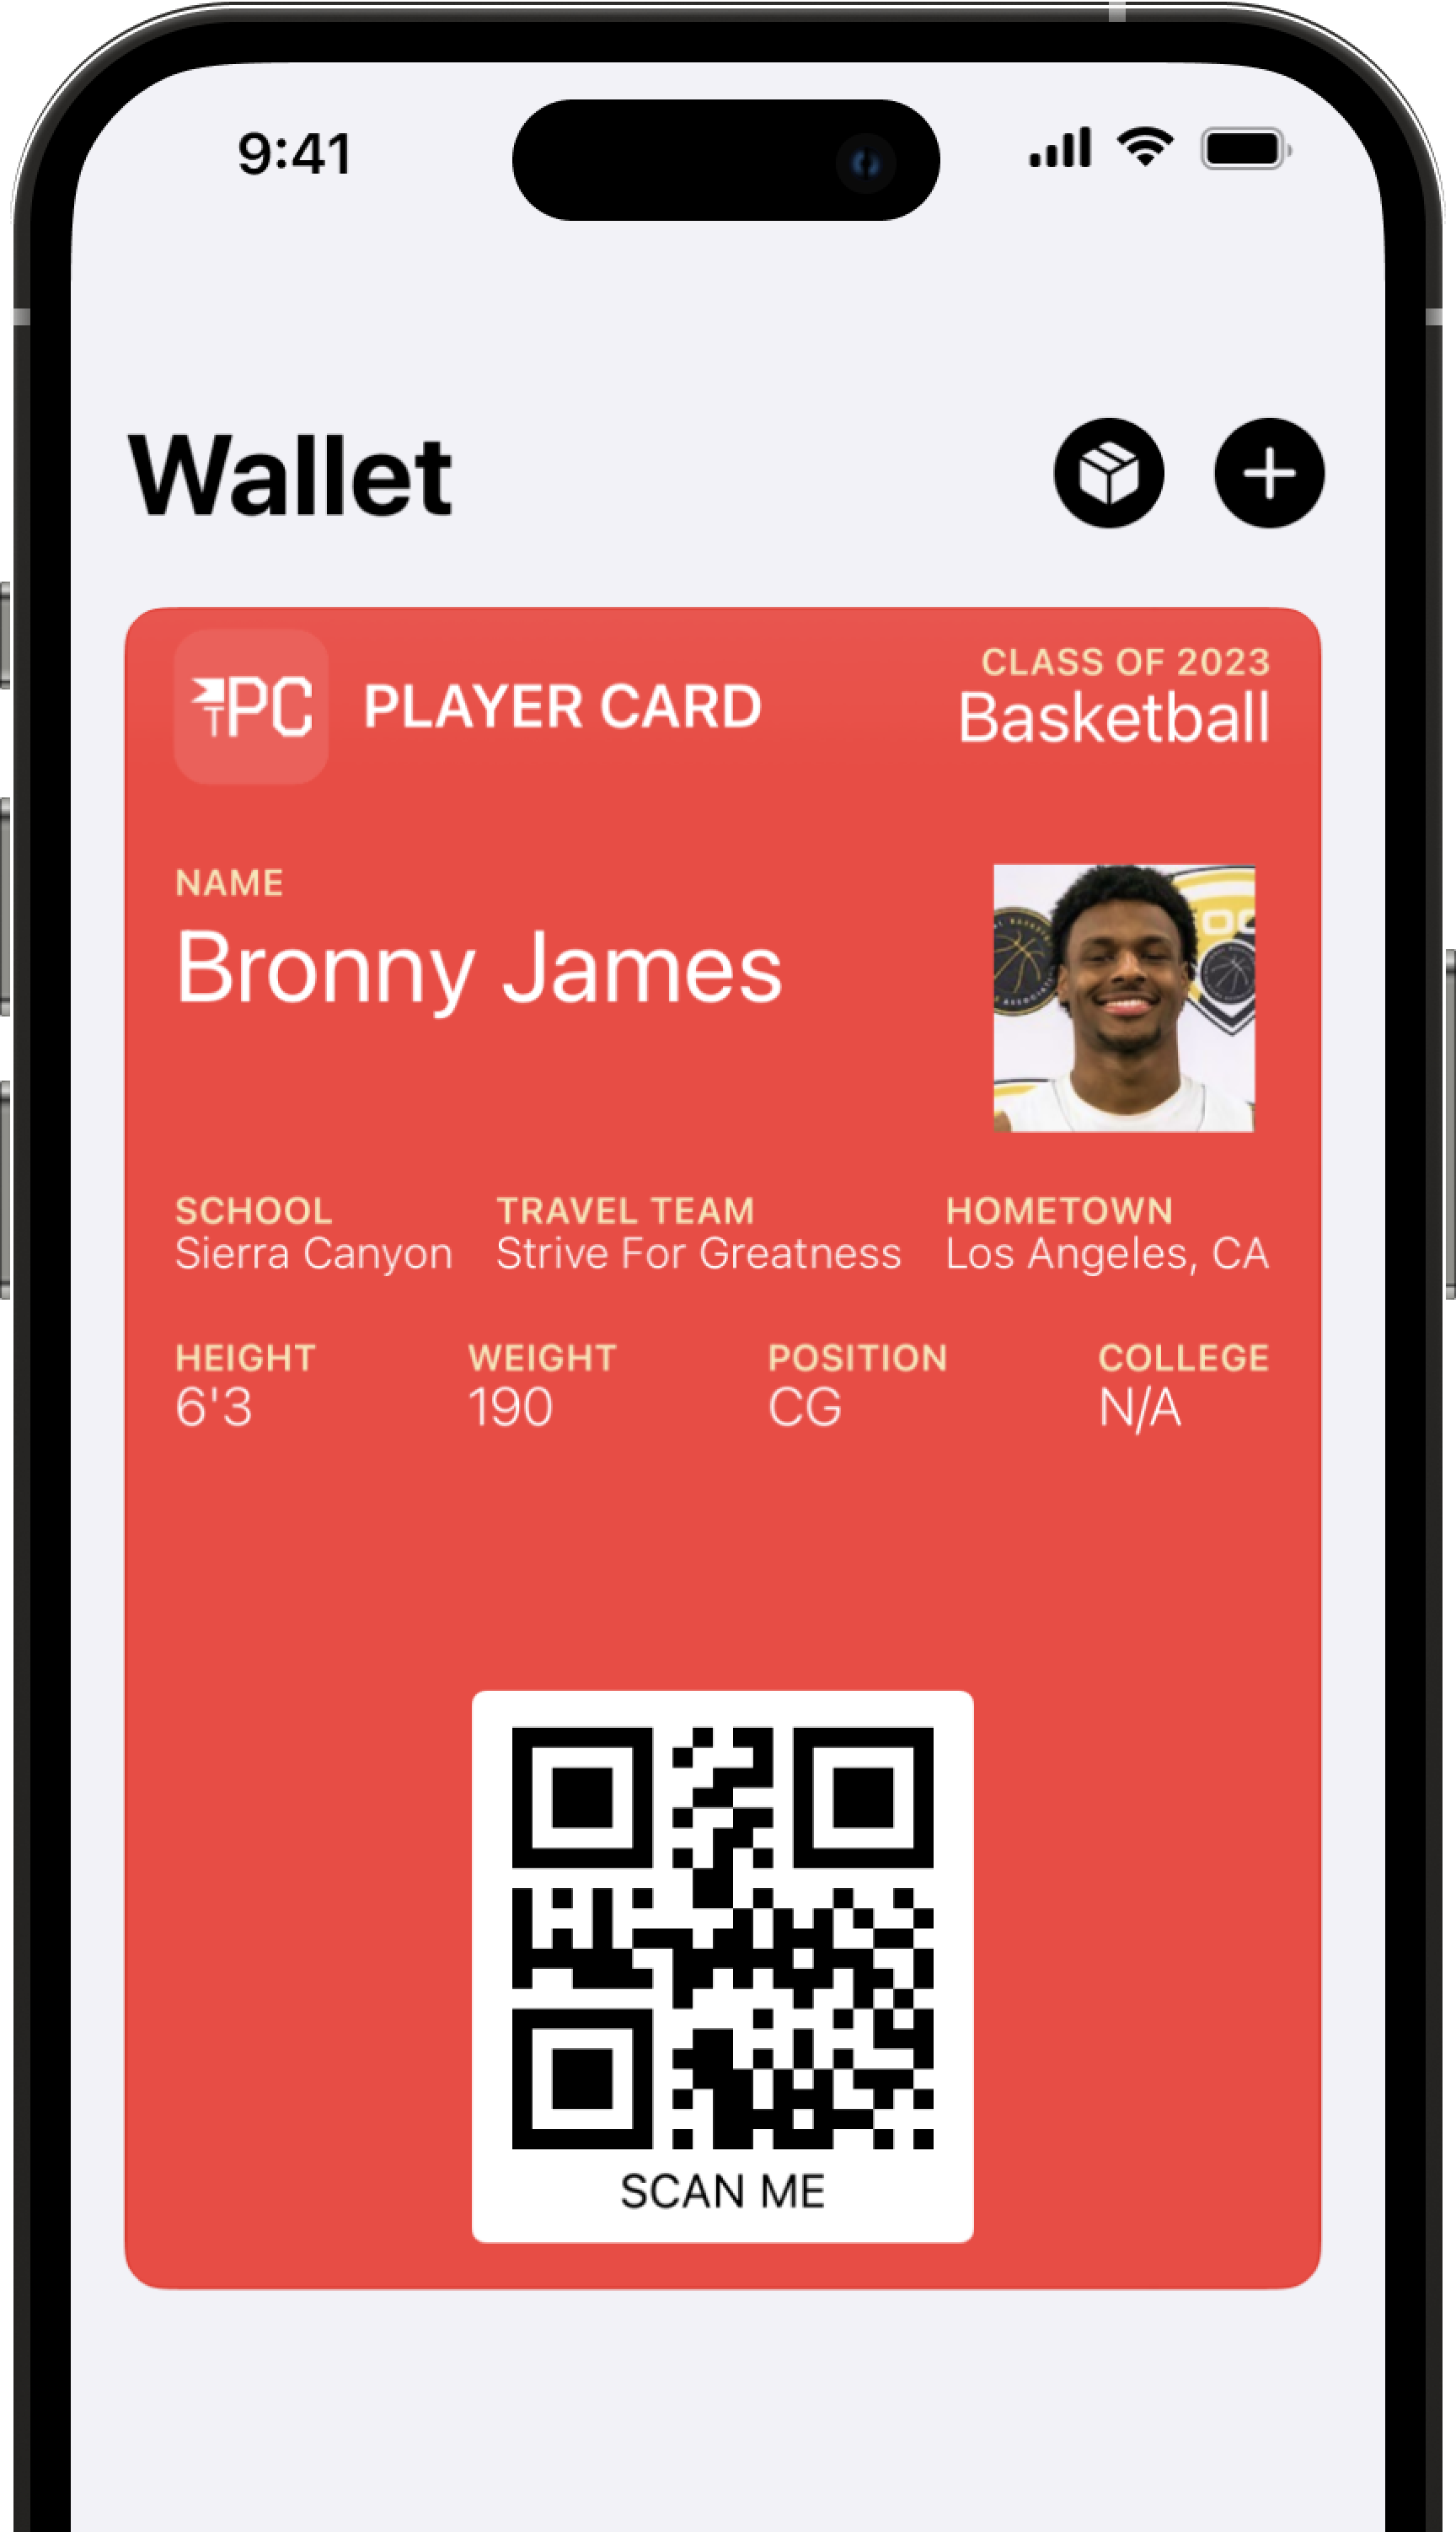 9:41
Wallet
TPC PLAYER CARD
CLASS OF 2023
Basketball
NAME
Bronny James
SCHOOL TRAVEL TEAM HOMETOWN
Sierra Canyon Strive For Greatness Los Angeles, CA
HEIGHT WEIGHT POSITION COLLEGE
6'3 190 CG N/A
SCAN ME